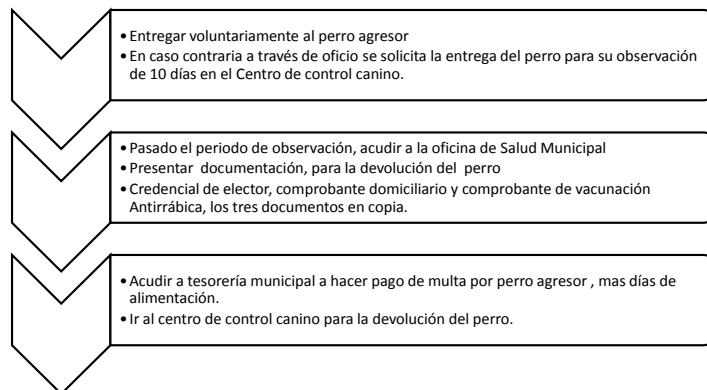 • Entregar voluntariamente al perro agresor
• En caso contraria a través de oficio se solicita la entrega del perro para su observación
de 10 días en el Centro de control canino.
• Pasado el periodo de observación, acudir a la oficina de Salud Municipal
• Presentar documentación, para la devolución del perro
• Credencial de elector, comprobante domiciliario y comprobante de vacunación
Antirrábica, los tres documentos en copia.
• Acudir a tesorería municipal a hacer pago de multa por perro agresor , mas días de
alimentación.
• Ir al centro de control canino para la devolución del perro.